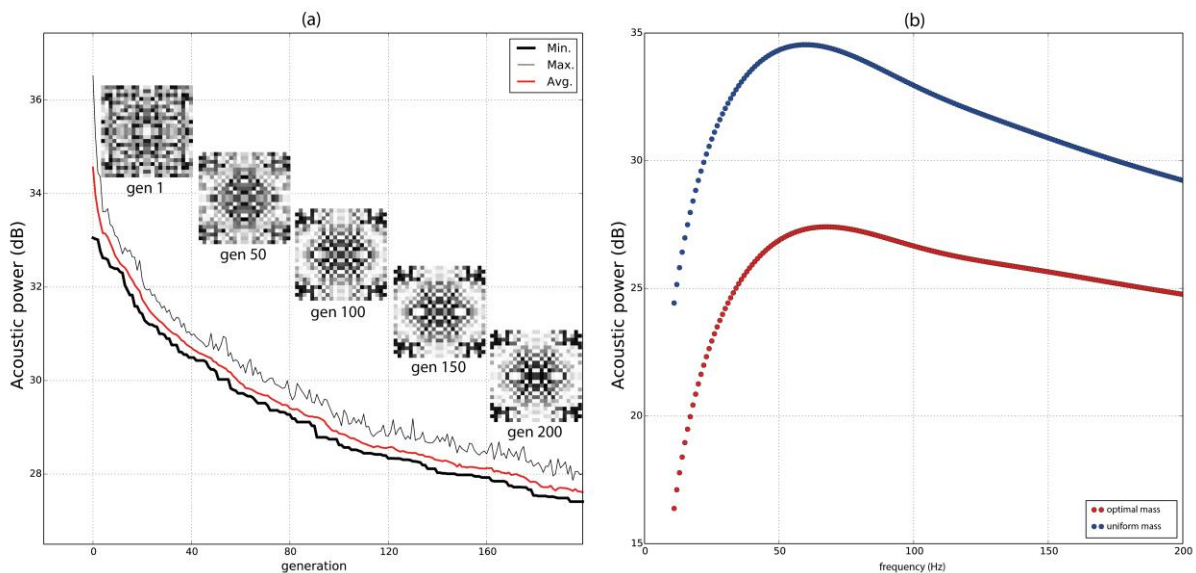 (a)
Acoustic power (dB)
36
34
32
30
28
0
40
80
120
160
generation
Min.
Max.
Avg.
gen 1
gen 50
gen 100
gen 150
gen 200
(b)
Acoustic power (dB)
35
30
25
20
15
0
50
100
150
200
frequency (Hz)
optimal mass
uniform mass